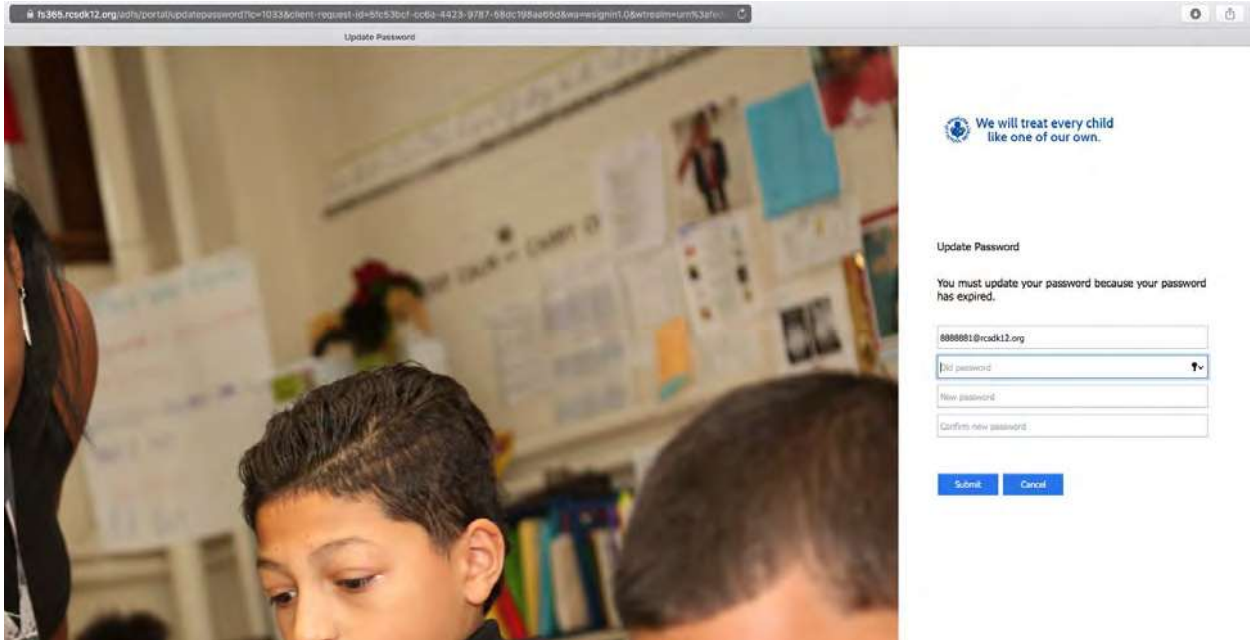 fs365.rcsdk12.org/adfs/portal/updatepassword?lc=1033&client-request-id=5fc53bcf-cc6a-4423-9787-68dc198aa65d&wa=wsignin1.0&wtrealm=urn%3afed
Update Password
We will treat every child
like one of our own.
Update Password
You must update your password because your password
has expired.
8888881@rcsdk12.org
Old password
New password
Confirm new password
Submit
Cancel